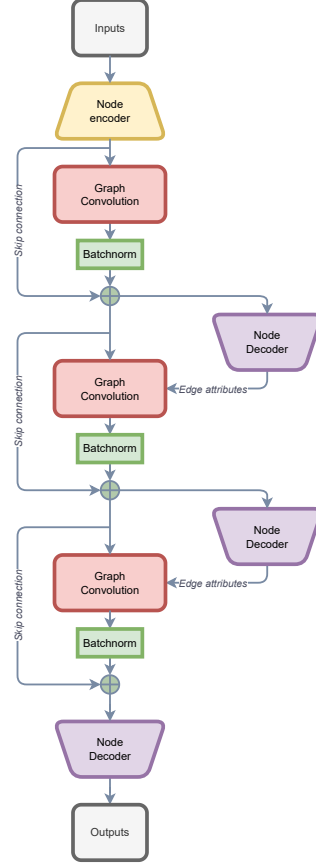 Inputs
Node
encoder
Skip connection
Graph
Convolution
Batchnorm
Node
Decoder
Skip connection
Graph
Convolution
Edge attributes
Batchnorm
Node
Decoder
Skip connection
Graph
Convolution
Edge attributes
Batchnorm
Node
Decoder
Outputs